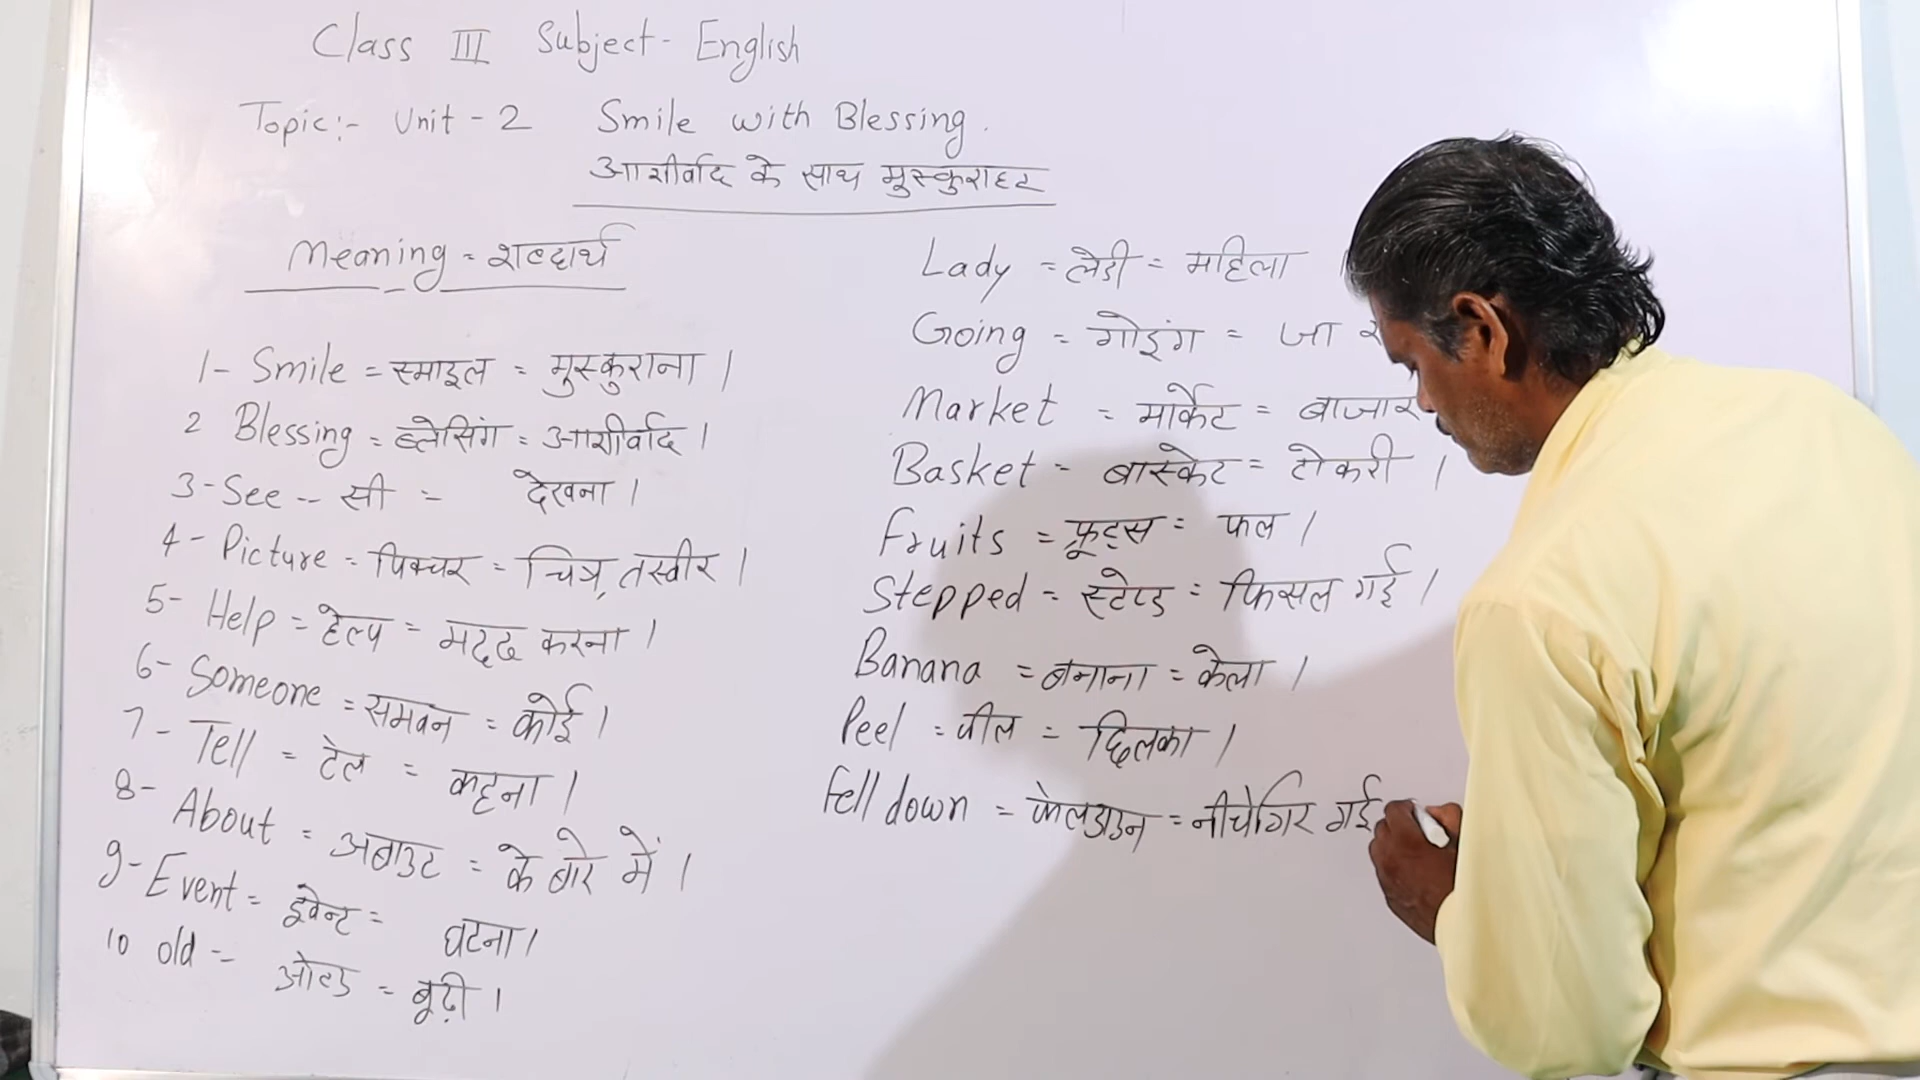 Class III Subject- English
Topic:- Unit - 2 Smile with Blessing.
आशीर्वाद के साथ मुस्कुराहट
Meaning = शब्दार्थ
1- Smile = स्माइल = मुस्कुराना ।
2 Blessing = ब्लेसिंग = आशीर्वाद ।
3- See -- सी = देखना ।
4- Picture = पिक्चर = चित्र, तस्वीर ।
5- Help = हेल्प = मदद करना ।
6- Someone = समवन = कोई ।
7- Tell = टेल = कहना ।
8- About = अबाउट = के बारे में ।
9- Event = इवेन्ट = घटना ।
10 old = ओल्ड = बूढ़ी ।
Lady = लेडी = महिला
Going = गोइंग = जा
Market = मार्केट = बाजार
Basket = बास्केट = टोकरी ।
Fruits = फ्रूट्स = फल ।
Stepped = स्टेप्ड = फिसल गई ।
Banana = बनाना = केला ।
Peel = पील = छिलका ।
Fell down = फेलडाउन = नीचे गिर गई